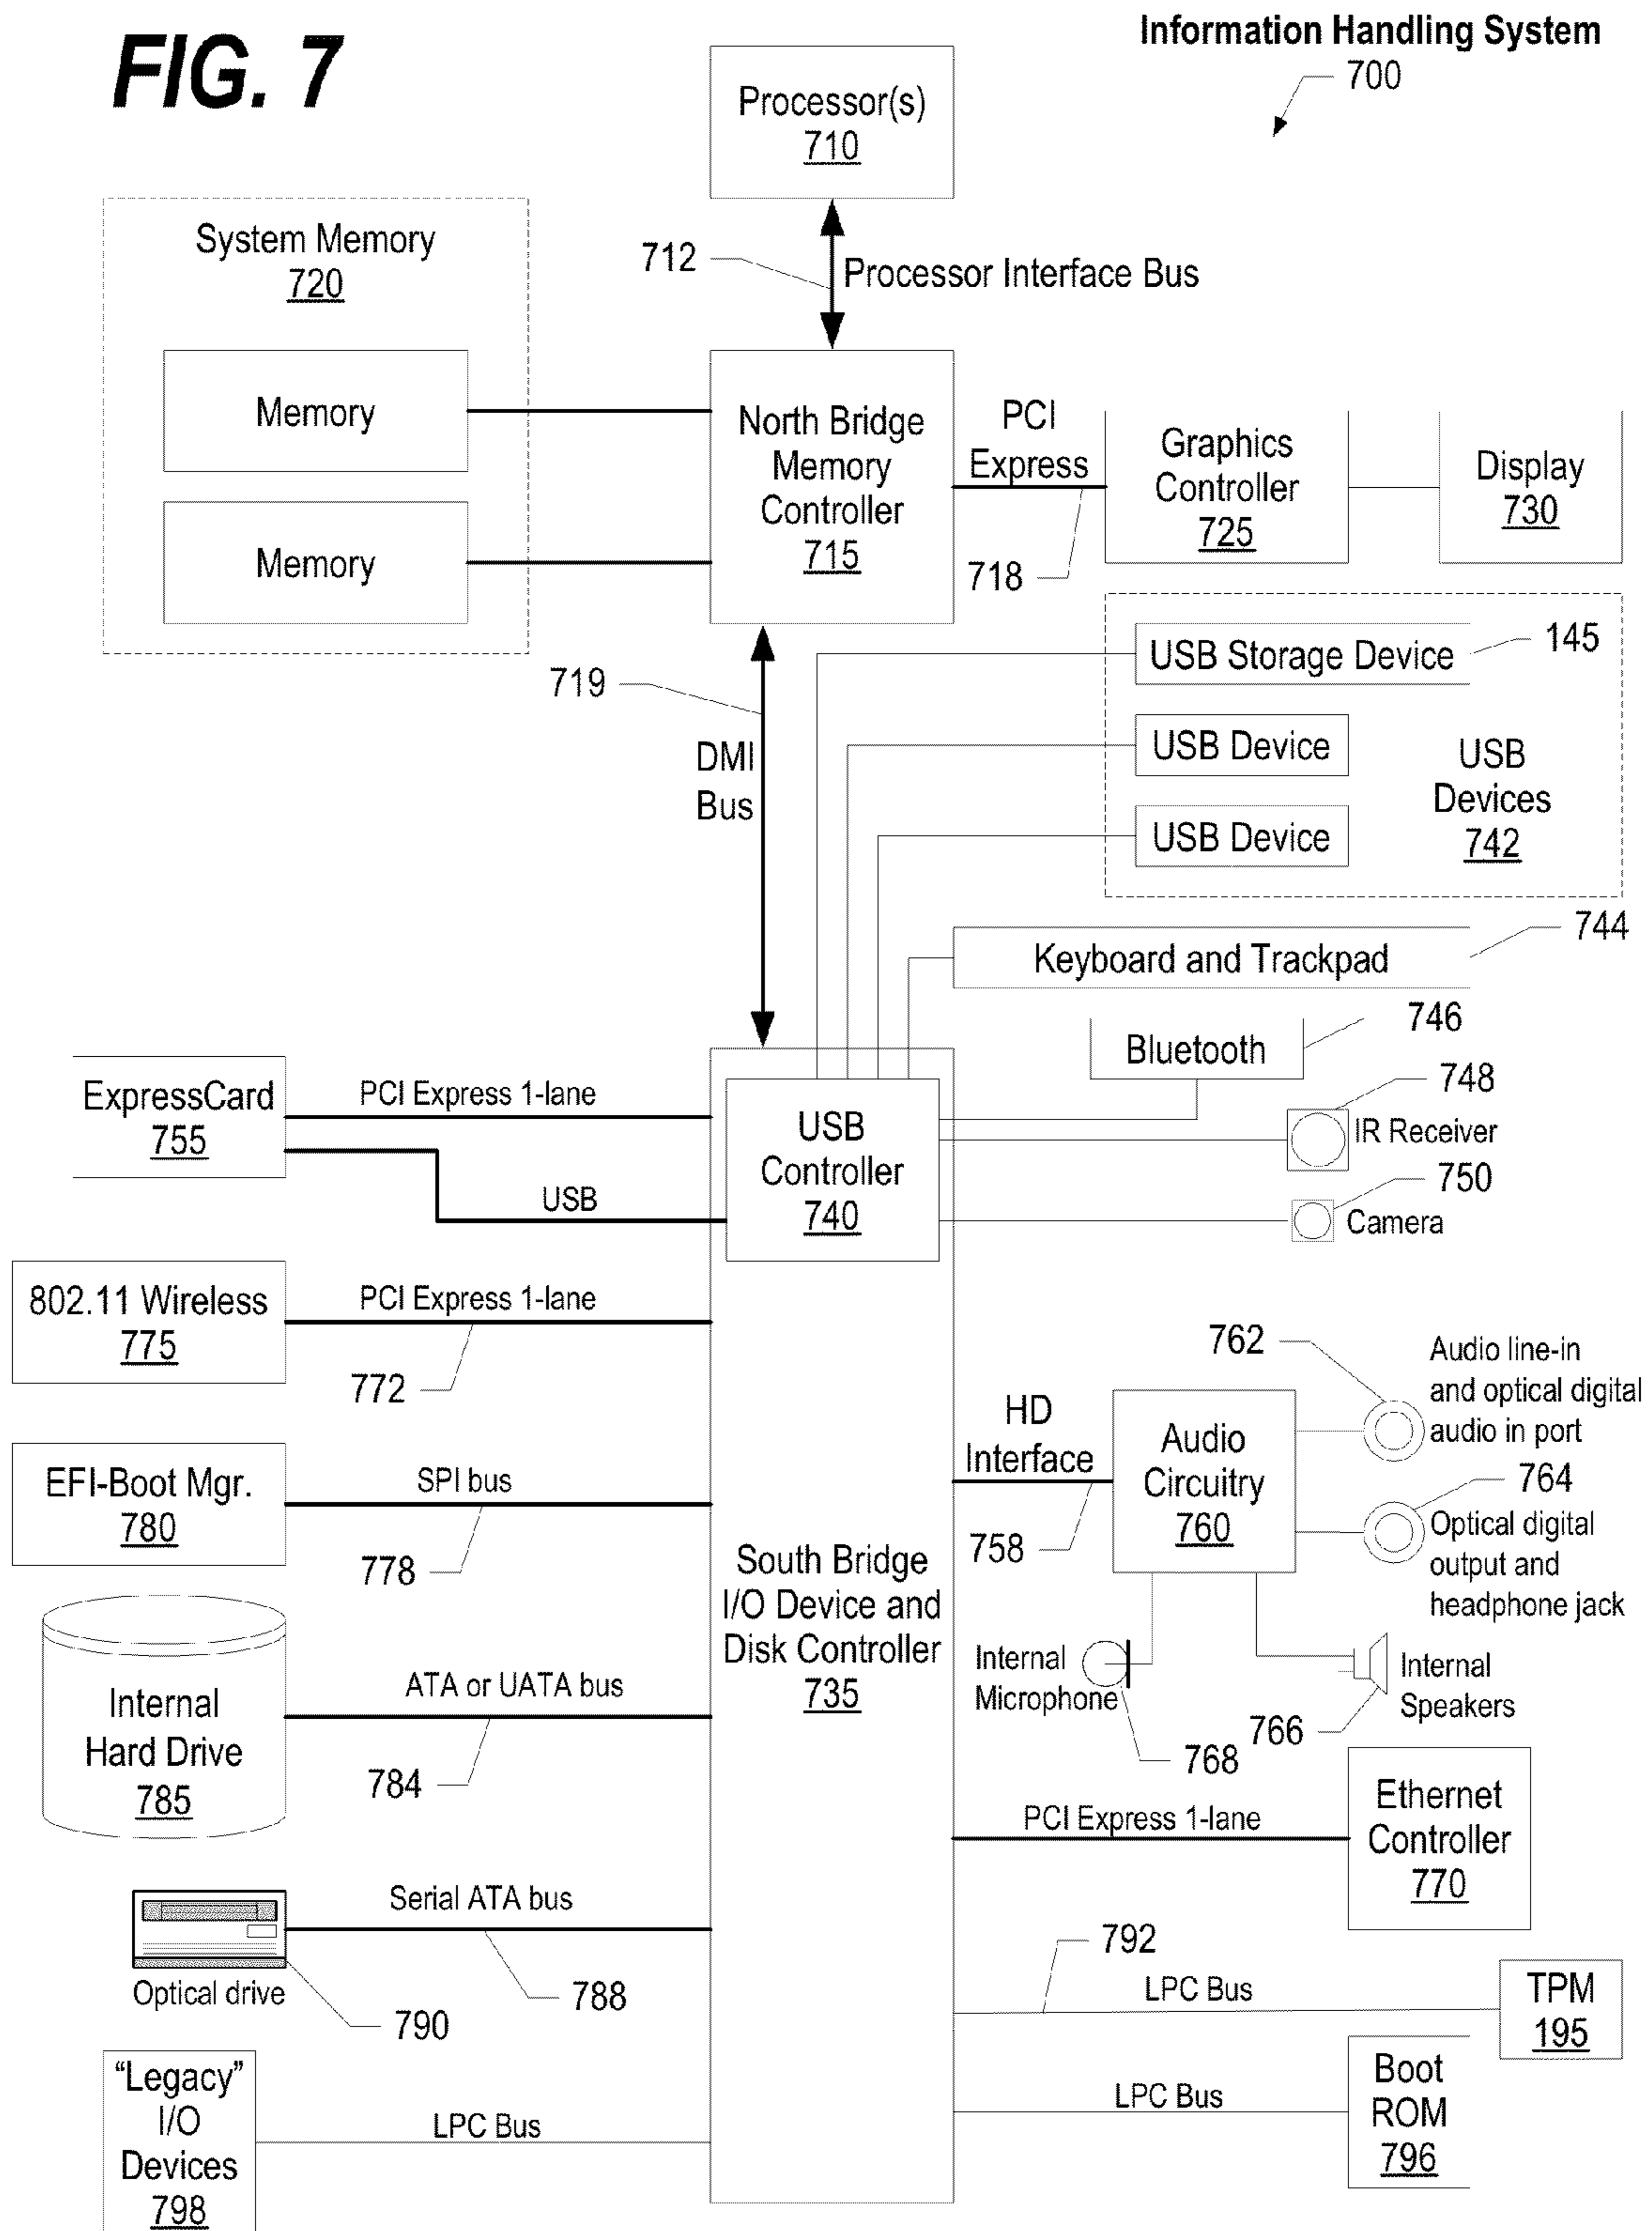 FIG. 7
Information Handling System
700
Processor(s)
710
712
Processor Interface Bus
System Memory
720
Memory
Memory
North Bridge
Memory
Controller
715
PCI
Express
718
Graphics
Controller
725
Display
730
719
DMI
Bus
USB Storage Device
145
USB Device
USB Device
USB
Devices
742
Keyboard and Trackpad
744
Bluetooth
746
748
IR Receiver
750
Camera
ExpressCard
755
PCI Express 1-lane
USB
USB
Controller
740
802.11 Wireless
775
PCI Express 1-lane
772
EFI-Boot Mgr.
780
SPI bus
778
South Bridge
I/O Device and
Disk Controller
735
HD
Interface
758
Audio
Circuitry
760
762
Audio line-in
and optical digital
audio in port
764
Optical digital
output and
headphone jack
Internal
Microphone
768
Internal
Speakers
766
Internal
Hard Drive
785
ATA or UATA bus
784
PCI Express 1-lane
Ethernet
Controller
770
Serial ATA bus
788
Optical drive
790
792
LPC Bus
TPM
195
"Legacy"
I/O
Devices
798
LPC Bus
LPC Bus
Boot
ROM
796